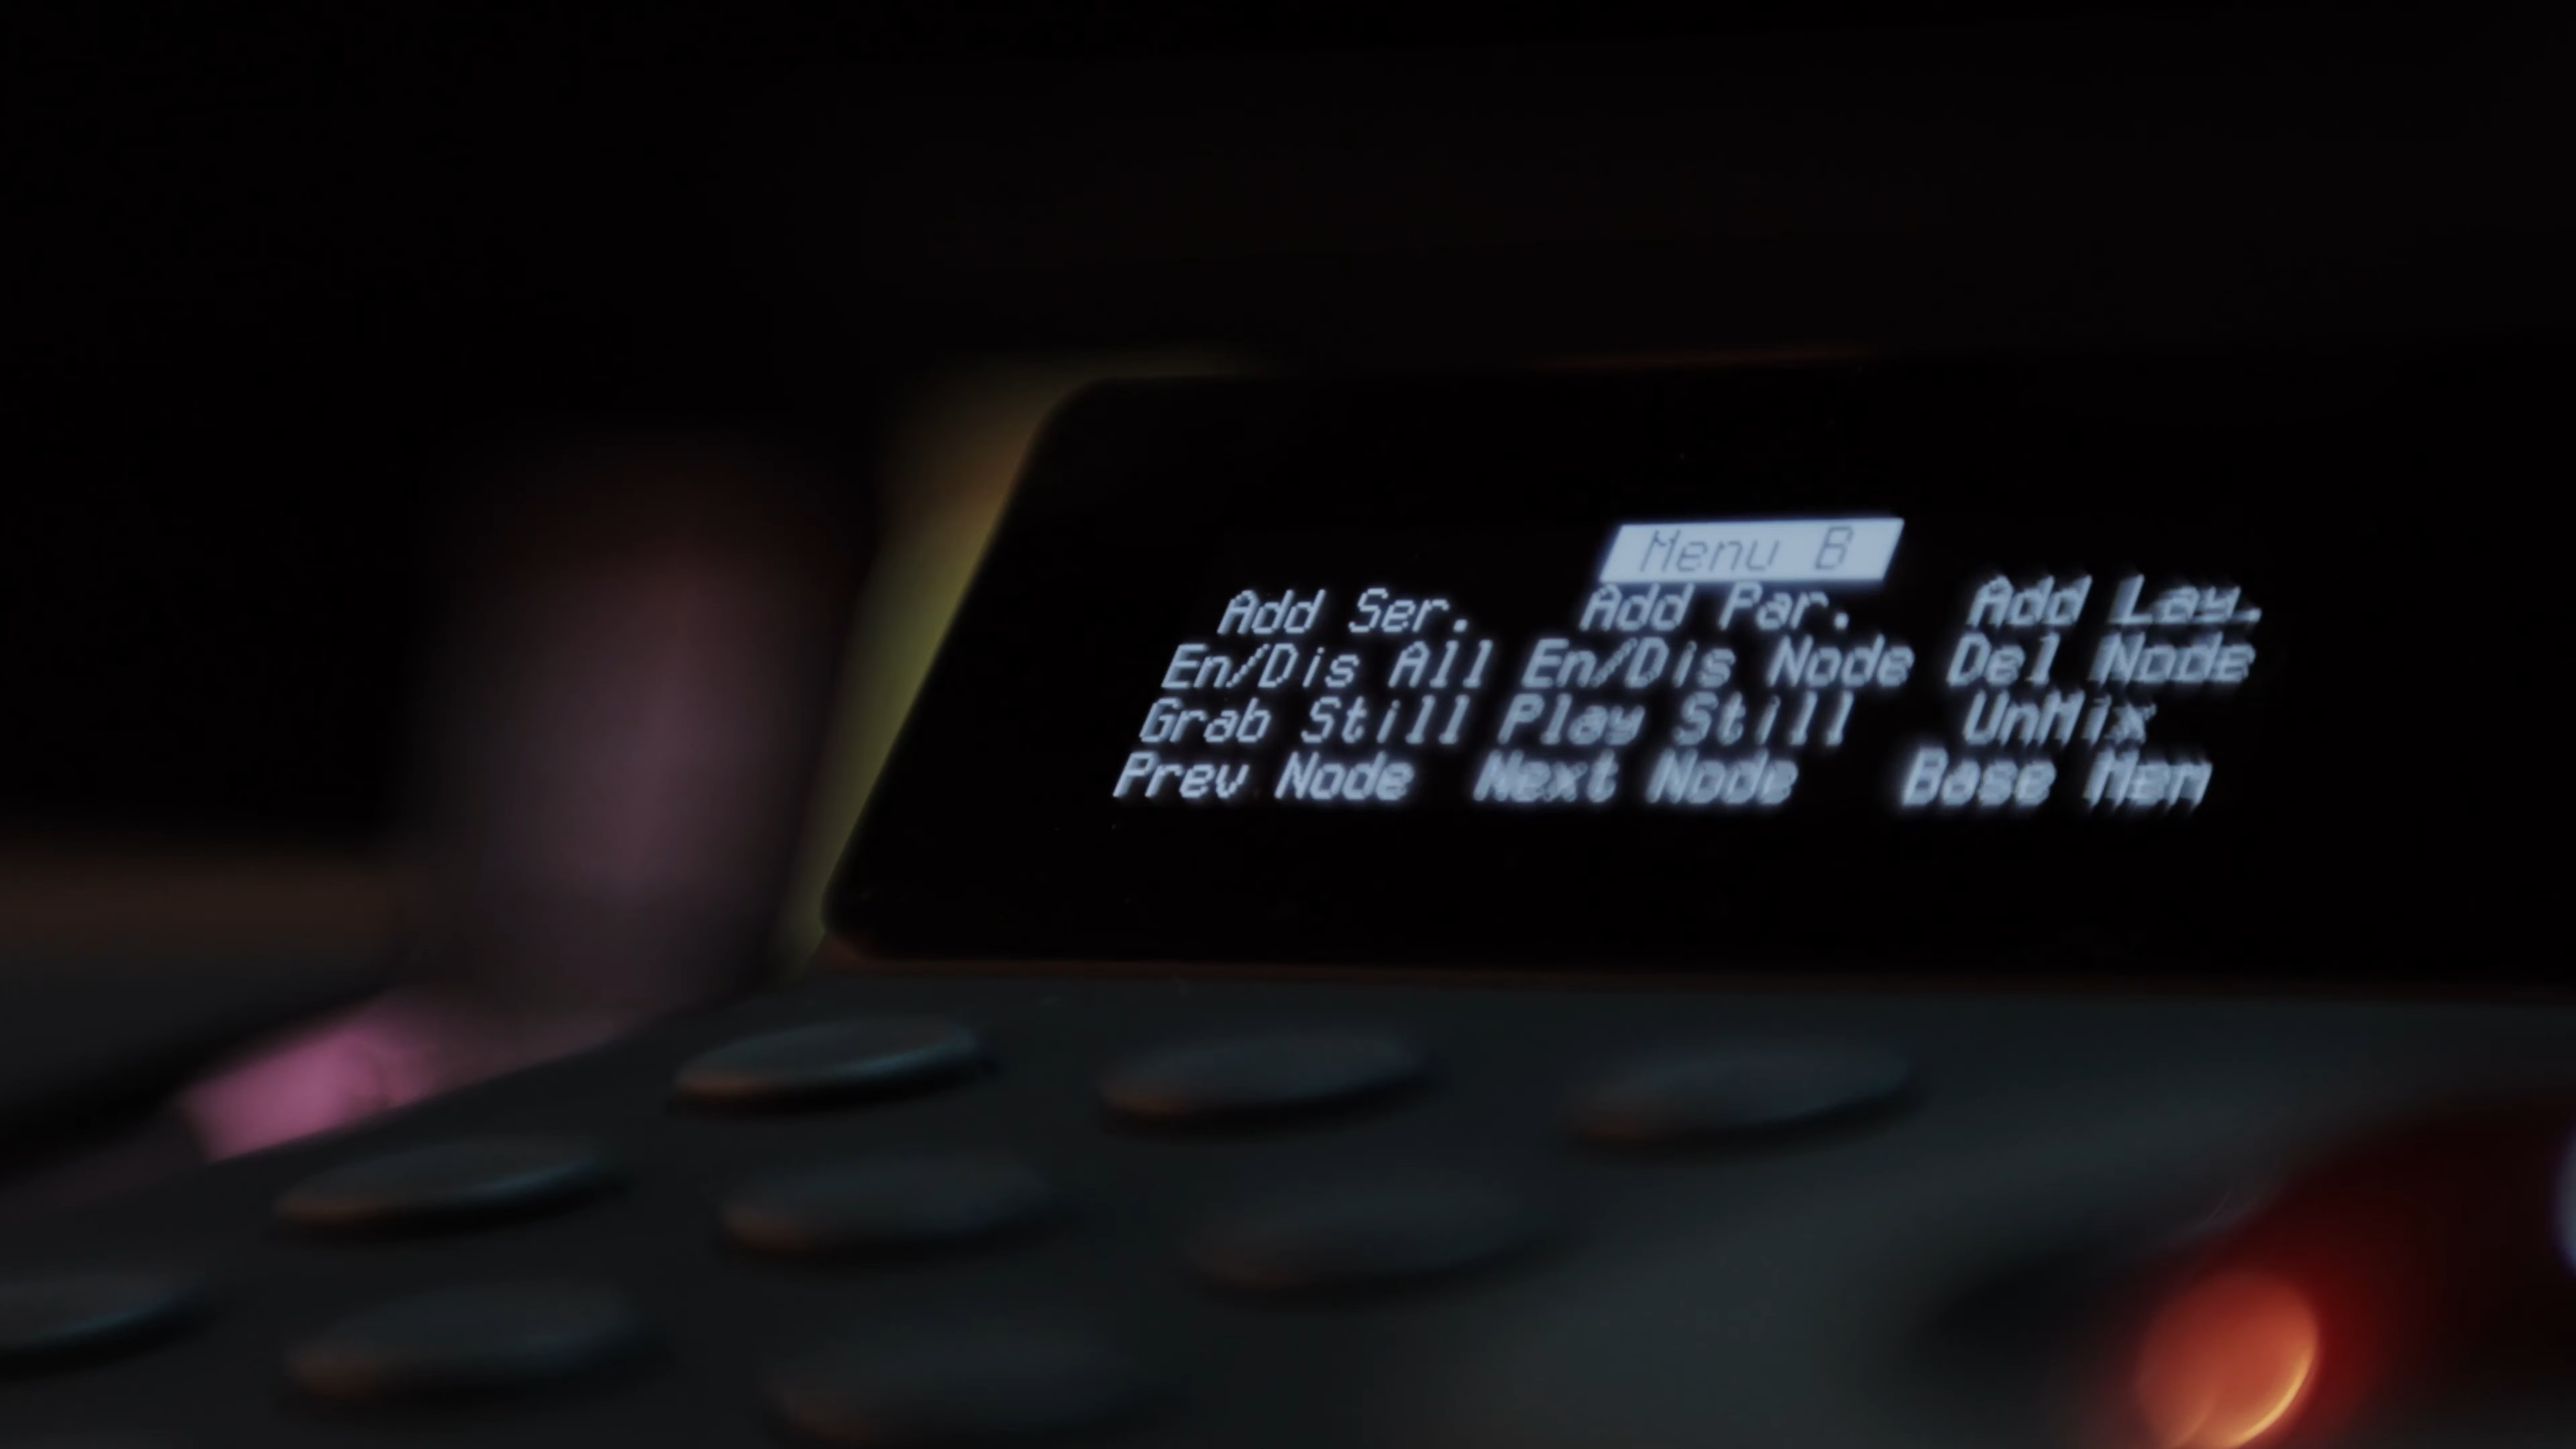 Menu B
Add Ser. Add Par. Add Lay.
En/Dis All En/Dis Node Del Node
Grab Still Play Still UnMix
Prev Node Next Node Base Mem